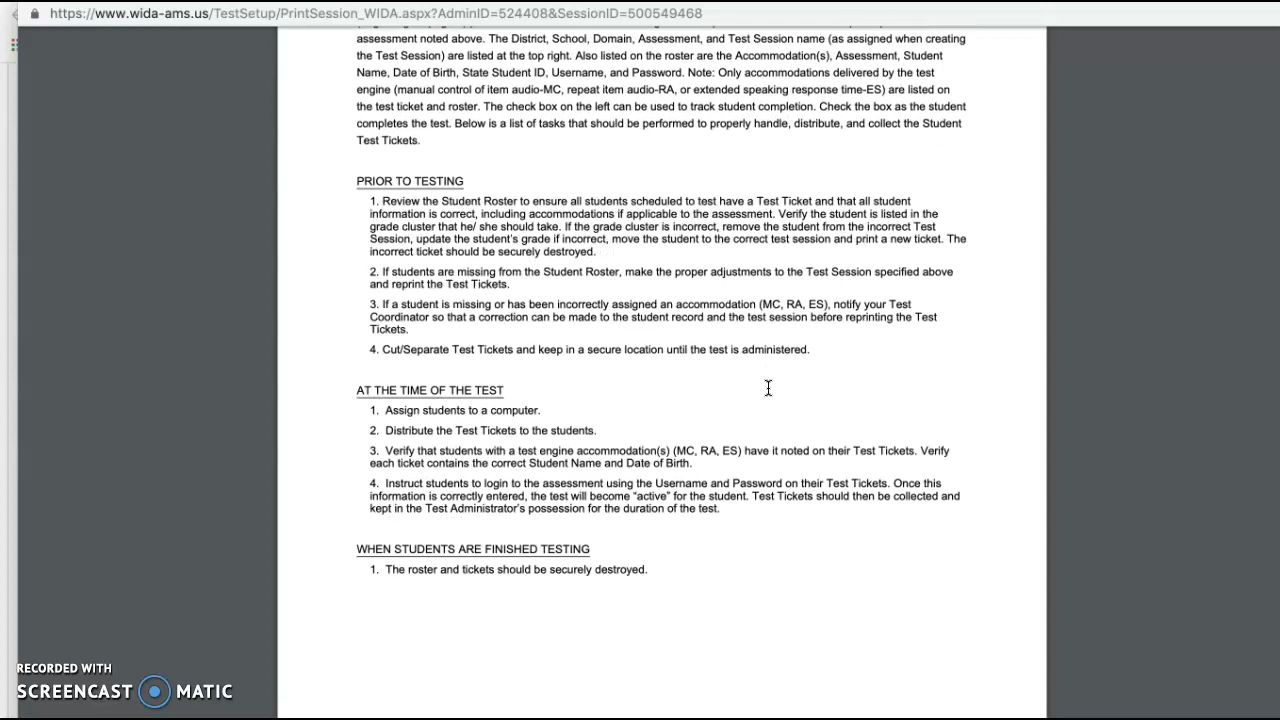 https://www.wida-ams.us/TestSetup/PrintSession_WIDA.aspx?AdminID=524408&SessionID=500549468
assessment noted above. The District, School, Domain, Assessment, and Test Session name (as assigned when creating
the Test Session) are listed at the top right. Also listed on the roster are the Accommodation(s), Assessment, Student
Name, Date of Birth, State Student ID, Username, and Password. Note: Only accommodations delivered by the test
engine (manual control of item audio-MC, repeat item audio-RA, or extended speaking response time-ES) are listed on
the test ticket and roster. The check box on the left can be used to track student completion. Check the box as the student
completes the test. Below is a list of tasks that should be performed to properly handle, distribute, and collect the Student
Test Tickets.
PRIOR TO TESTING
1. Review the Student Roster to ensure all students scheduled to test have a Test Ticket and that all student
information is correct, including accommodations if applicable to the assessment. Verify the student is listed in the
grade cluster that he/ she should take. If the grade cluster is incorrect, remove the student from the incorrect Test
Session, update the student's grade if incorrect, move the student to the correct test session and print a new ticket. The
incorrect ticket should be securely destroyed.
2. If students are missing from the Student Roster, make the proper adjustments to the Test Session specified above
and reprint the Test Tickets.
3. If a student is missing or has been incorrectly assigned an accommodation (MC, RA, ES), notify your Test
Coordinator so that a correction can be made to the student record and the test session before reprinting the Test
Tickets.
4. Cut/Separate Test Tickets and keep in a secure location until the test is administered.
AT THE TIME OF THE TEST
1. Assign students to a computer.
2. Distribute the Test Tickets to the students.
3. Verify that students with a test engine accommodation(s) (MC, RA, ES) have it noted on their Test Tickets. Verify
each ticket contains the correct Student Name and Date of Birth.
4. Instruct students to login to the assessment using the Username and Password on their Test Tickets. Once this
information is correctly entered, the test will become "active" for the student. Test Tickets should then be collected and
kept in the Test Administrator's possession for the duration of the test.
WHEN STUDENTS ARE FINISHED TESTING
1. The roster and tickets should be securely destroyed.
RECORDED WITH
SCREENCAST MATIC